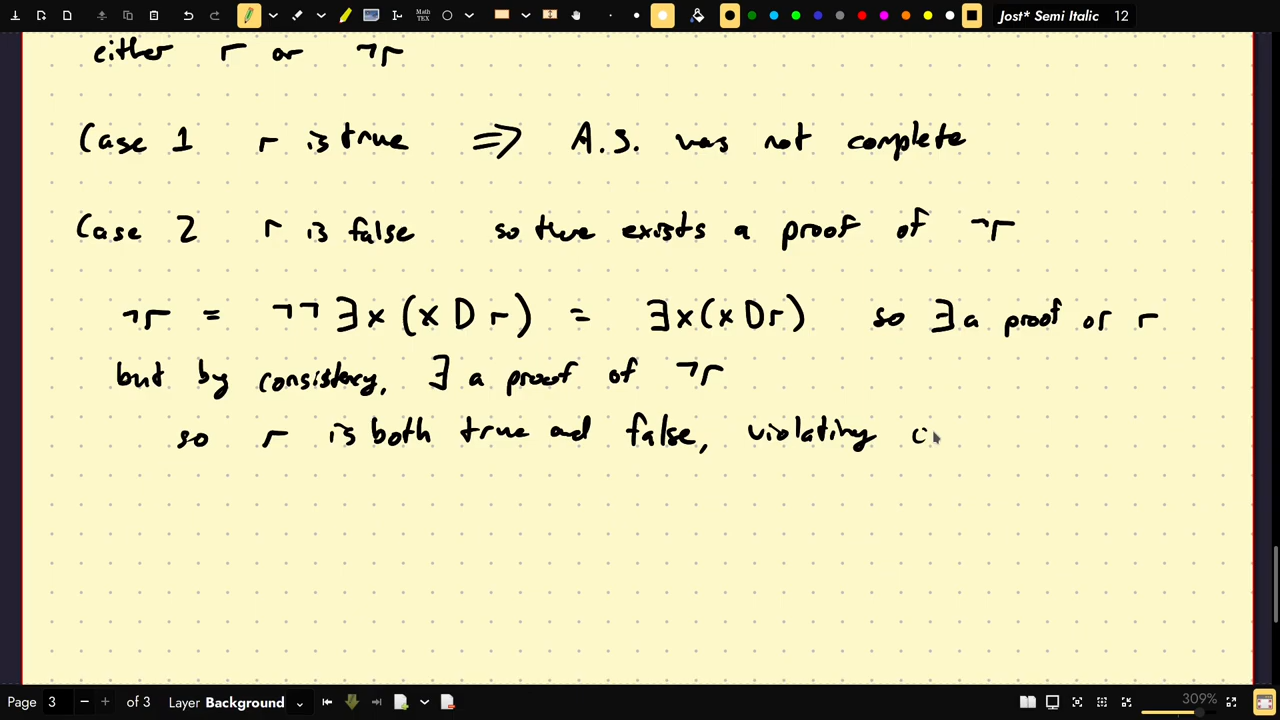 Jost* Semi Italic 12
either r or ¬r
Case 1 r is true ⇒ A.S. was not complete
Case 2 r is false so there exists a proof of ¬r
¬r = ¬¬∃x(x D r) = ∃x(x D r) so ∃ a proof or r
but by consistency, ∃ a proof of ¬r
so r is both true and false, violating c
Page 3 − + of 3 Layer Background 309%